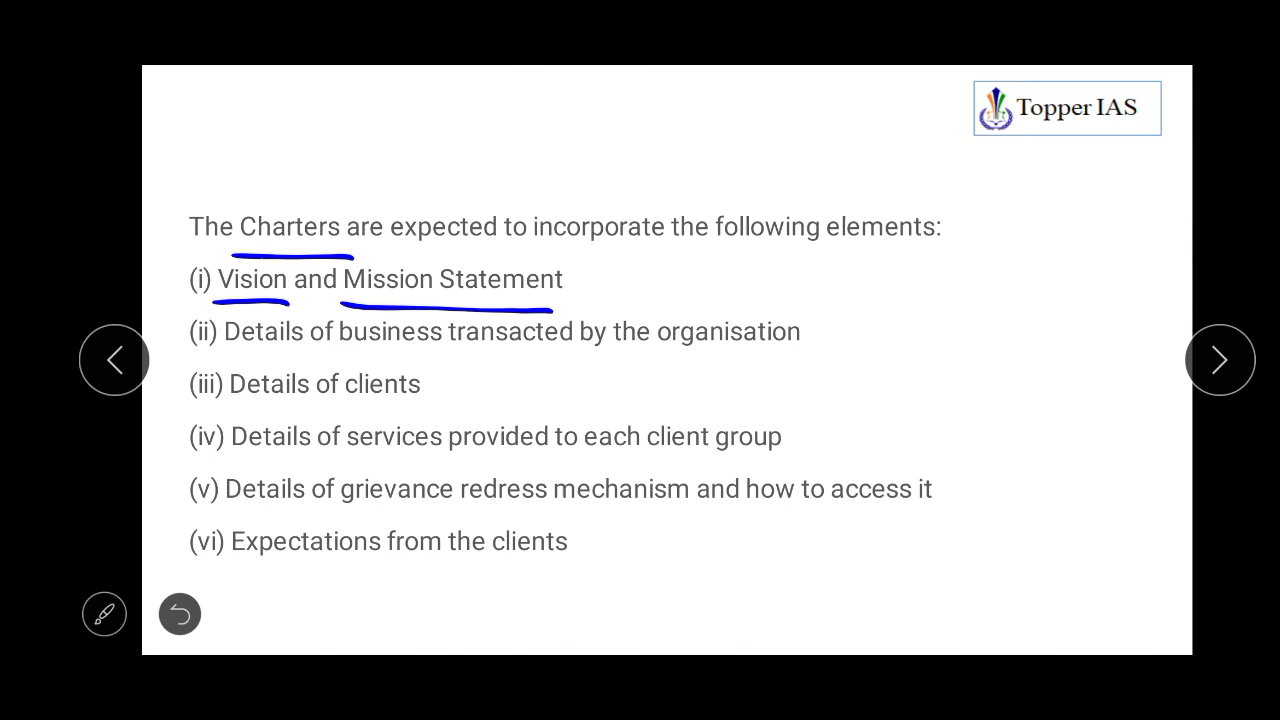 Topper IAS
The Charters are expected to incorporate the following elements:
(i) Vision and Mission Statement
(ii) Details of business transacted by the organisation
(iii) Details of clients
(iv) Details of services provided to each client group
(v) Details of grievance redress mechanism and how to access it
(vi) Expectations from the clients